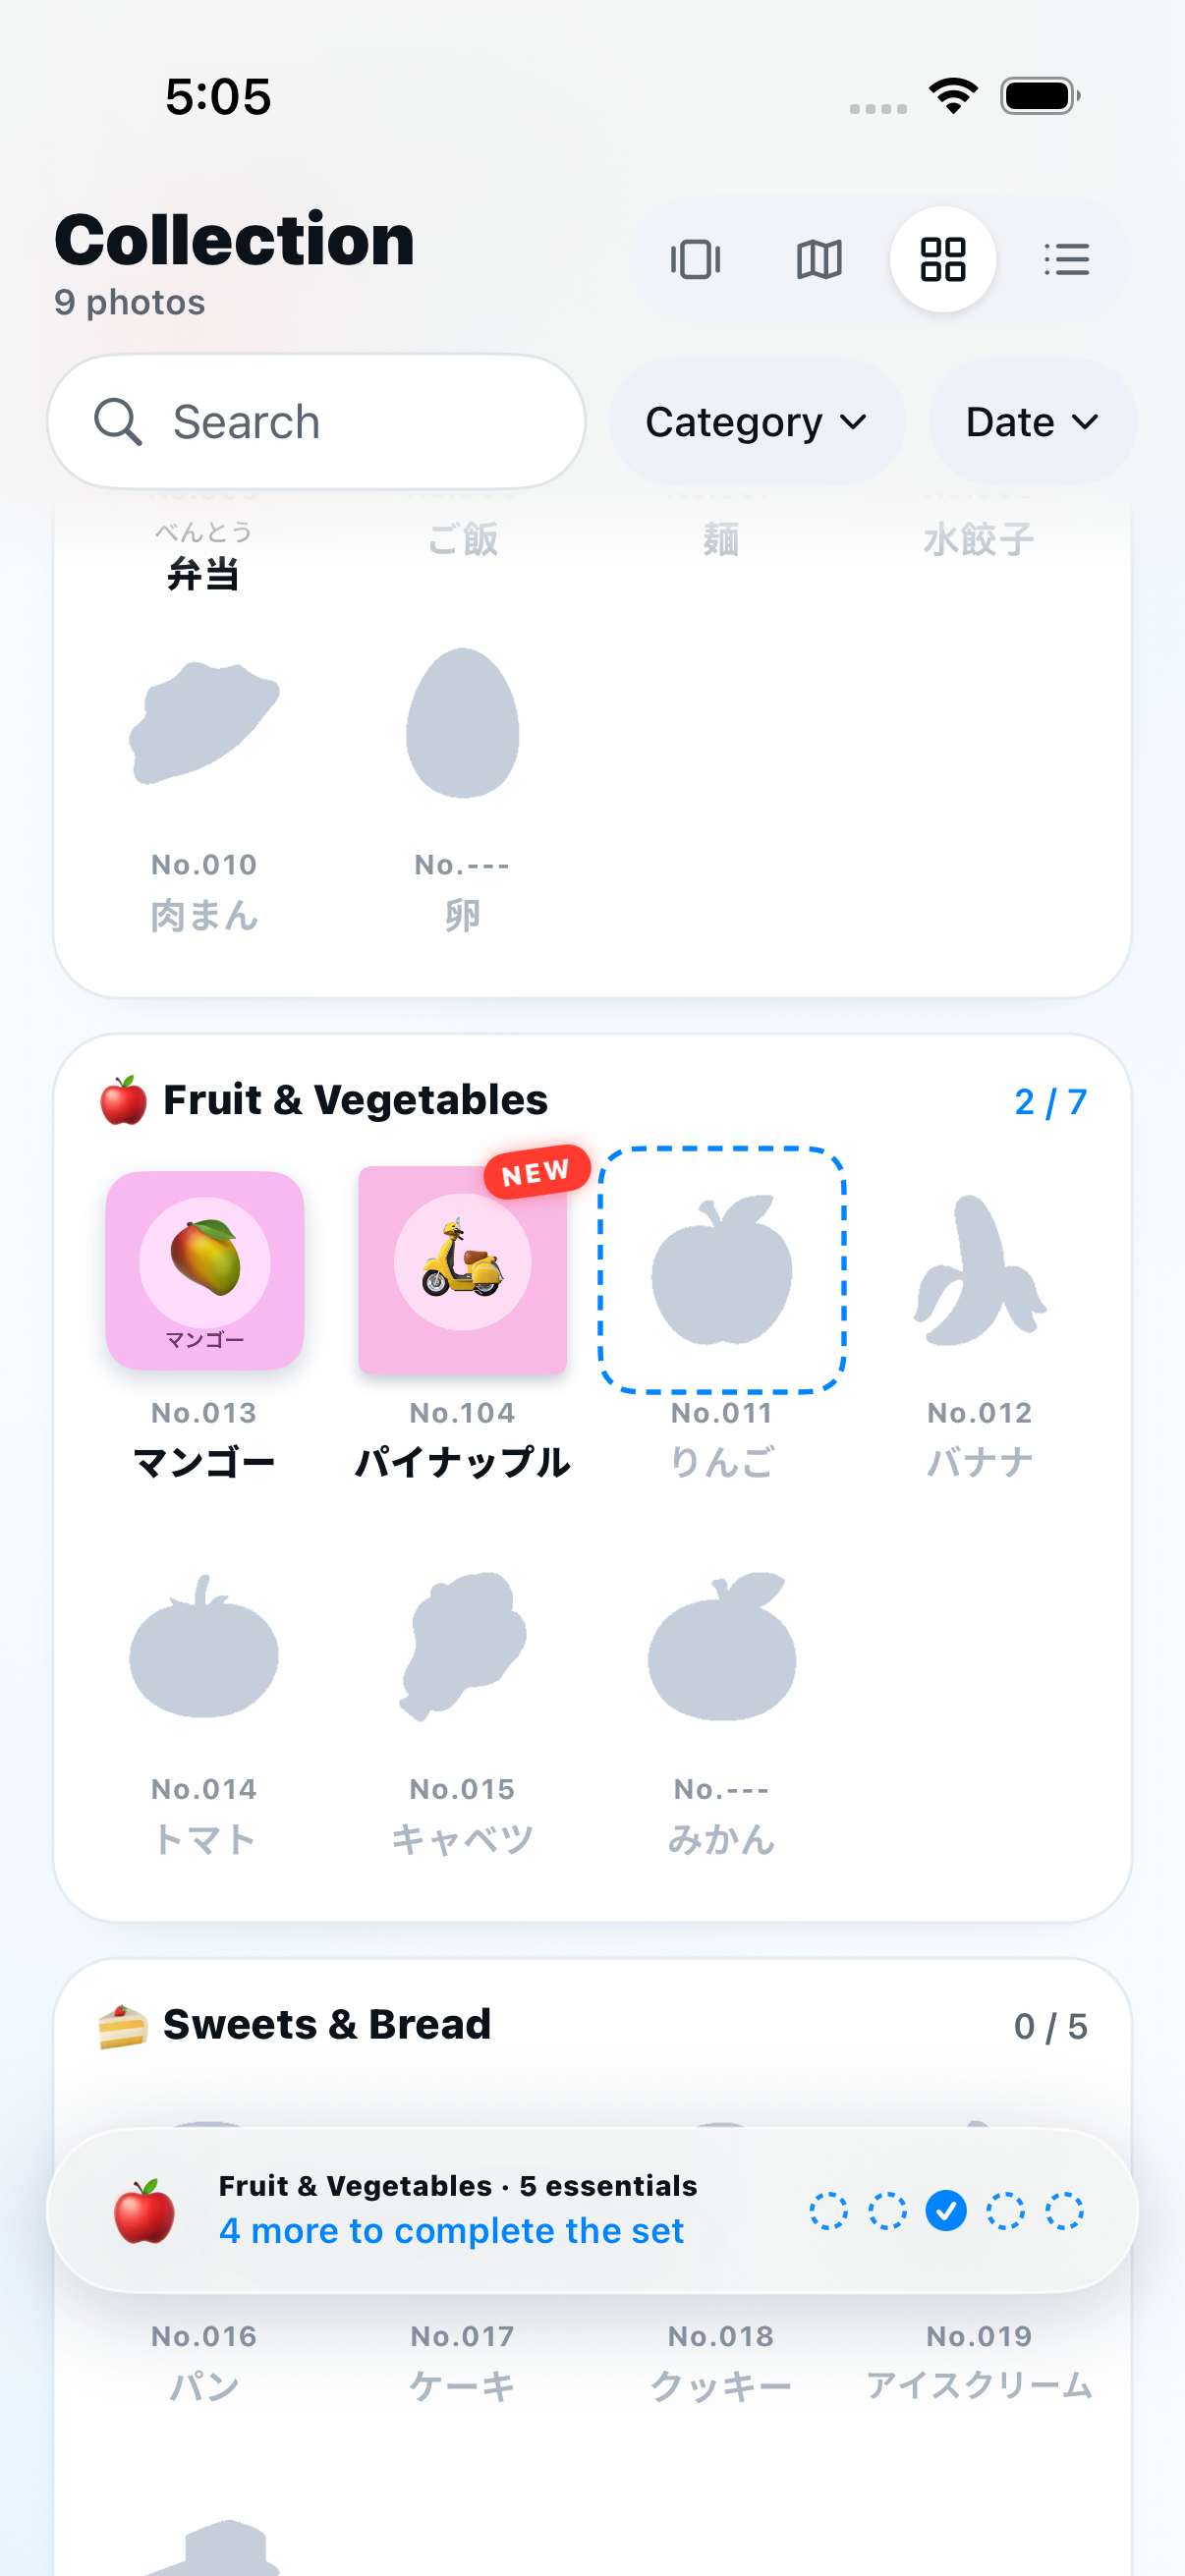 5:05
Collection
9 photos
Search
Category
Date
べんとう
弁当
ご飯
麺
水餃子
No.010
肉まん
No.---
卵
Fruit & Vegetables
2 / 7
マンゴー
No.013
マンゴー
NEW
No.104
パイナップル
No.011
りんご
No.012
バナナ
No.014
トマト
No.015
キャベツ
No.---
みかん
Sweets & Bread
0 / 5
Fruit & Vegetables · 5 essentials
4 more to complete the set
No.016
パン
No.017
ケーキ
No.018
クッキー
No.019
アイスクリーム